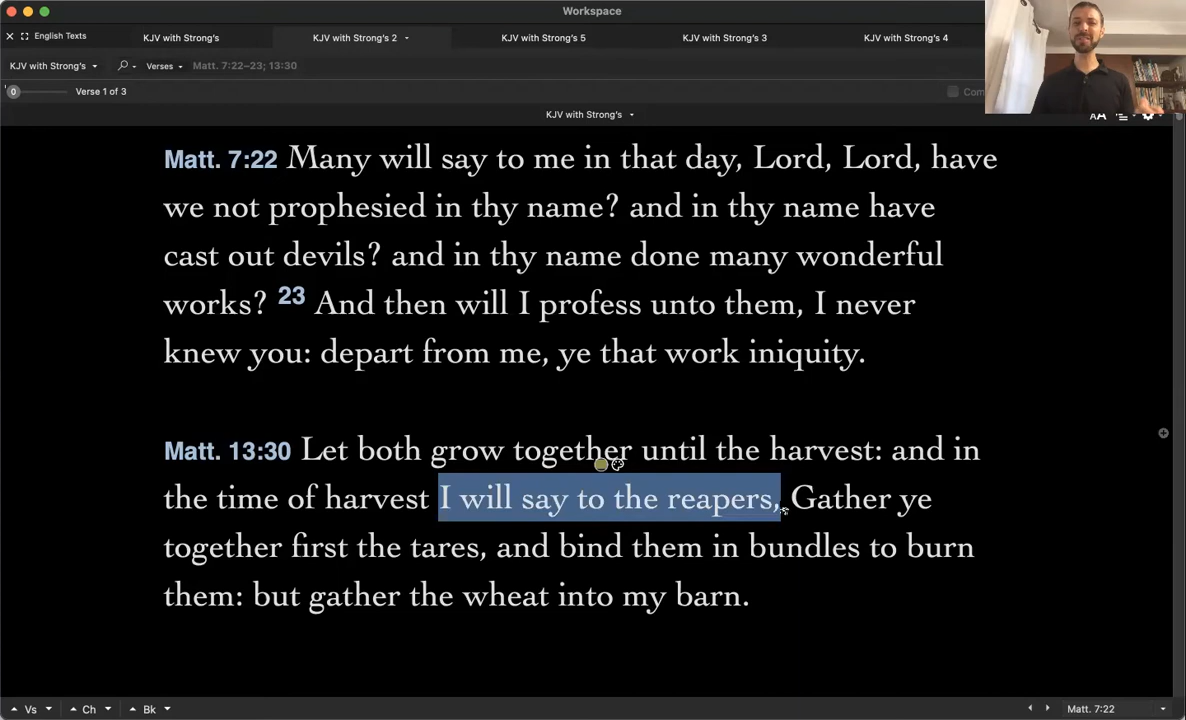 Workspace
English Texts
KJV with Strong's
KJV with Strong's 2
KJV with Strong's 5
KJV with Strong's 3
KJV with Strong's 4
KJV with Strong's
Verses
Matt. 7:22–23; 13:30
0
Verse 1 of 3
Com
KJV with Strong's
AA
Matt. 7:22 Many will say to me in that day, Lord, Lord, have
we not prophesied in thy name? and in thy name have
cast out devils? and in thy name done many wonderful
works? 23 And then will I profess unto them, I never
knew you: depart from me, ye that work iniquity.
Matt. 13:30 Let both grow together until the harvest: and in
the time of harvest I will say to the reapers, Gather ye
together first the tares, and bind them in bundles to burn
them: but gather the wheat into my barn.
Vs
Ch
Bk
Matt. 7:22